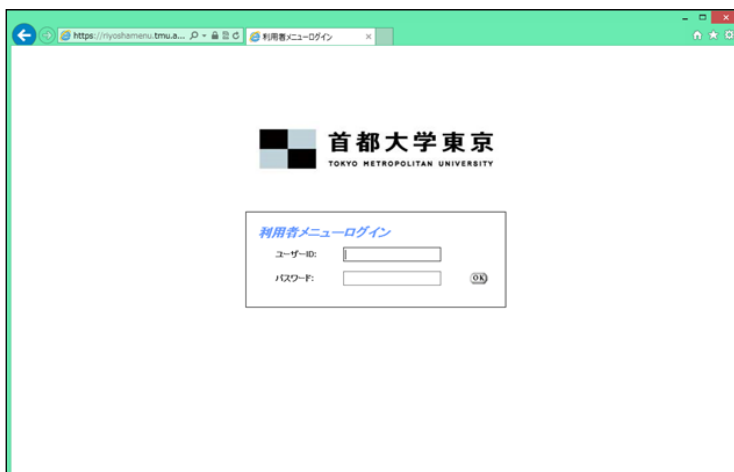 https://riyoshamenu.tmu.a...
利用者メニューログイン
首都大学東京
TOKYO METROPOLITAN UNIVERSITY
利用者メニューログイン
ユーザーID:
パスワード:
OK